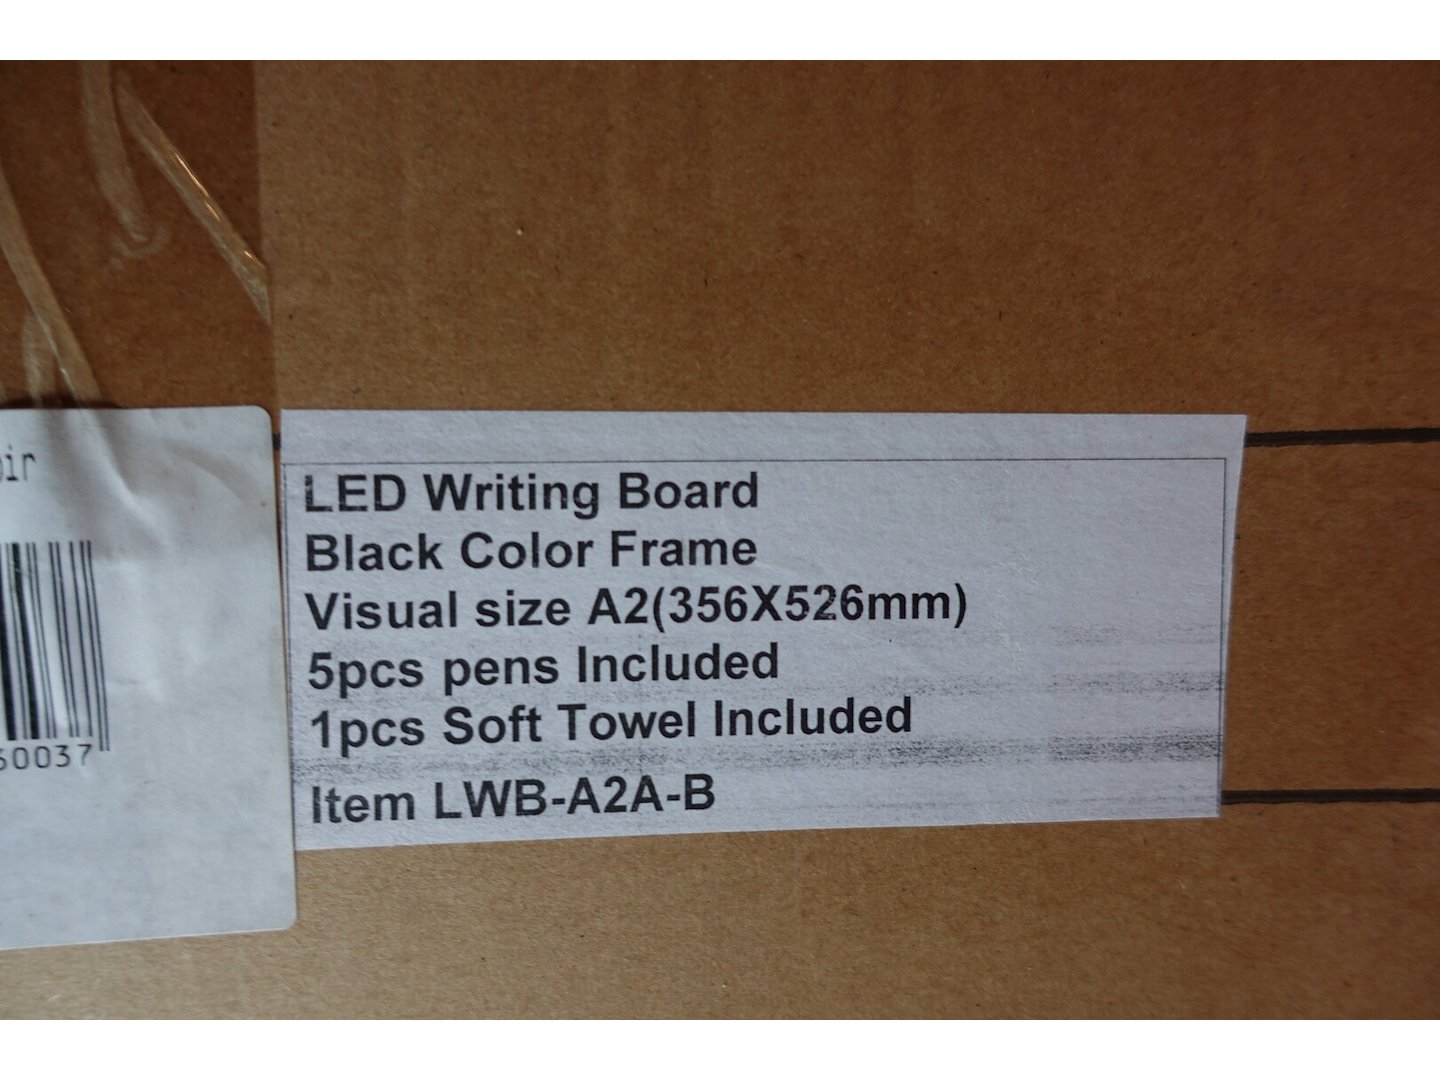 LED Writing Board
Black Color Frame
Visual size A2(356X526mm)
5pcs pens Included
1pcs Soft Towel Included
Item LWB-A2A-B
oir
60037